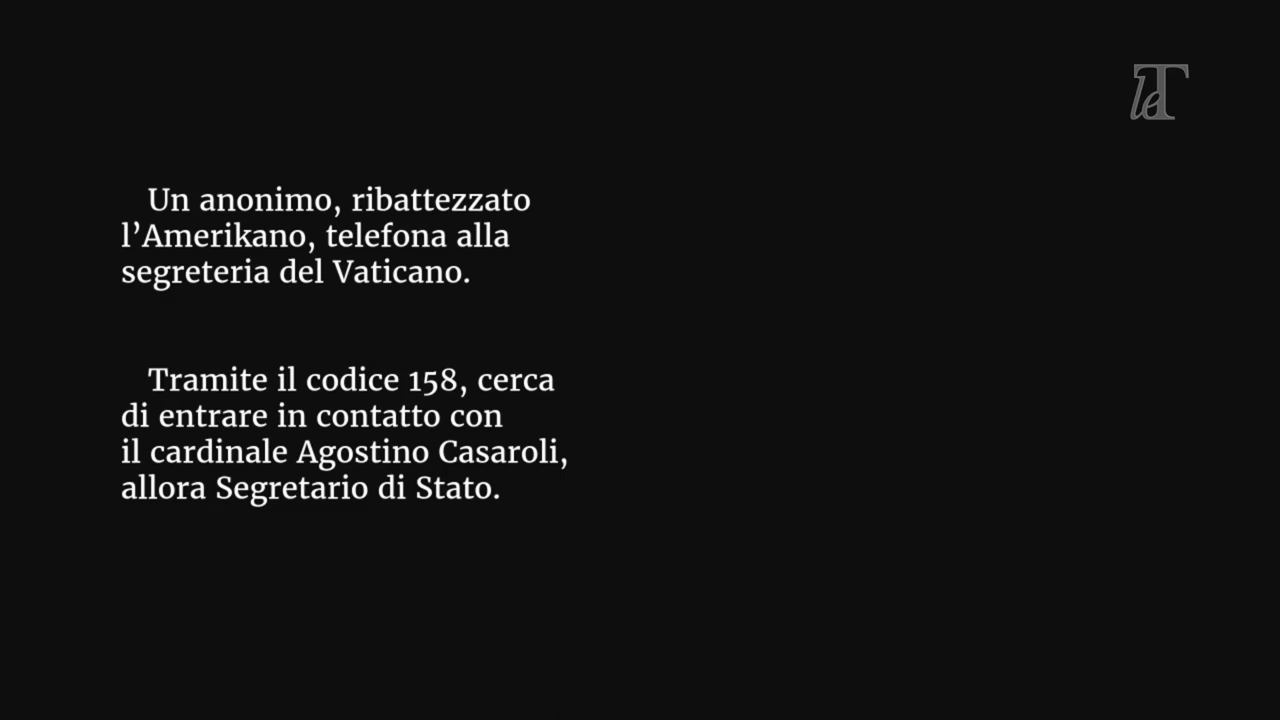 leT
Un anonimo, ribattezzato
l’Amerikano, telefona alla
segreteria del Vaticano.
Tramite il codice 158, cerca
di entrare in contatto con
il cardinale Agostino Casaroli,
allora Segretario di Stato.